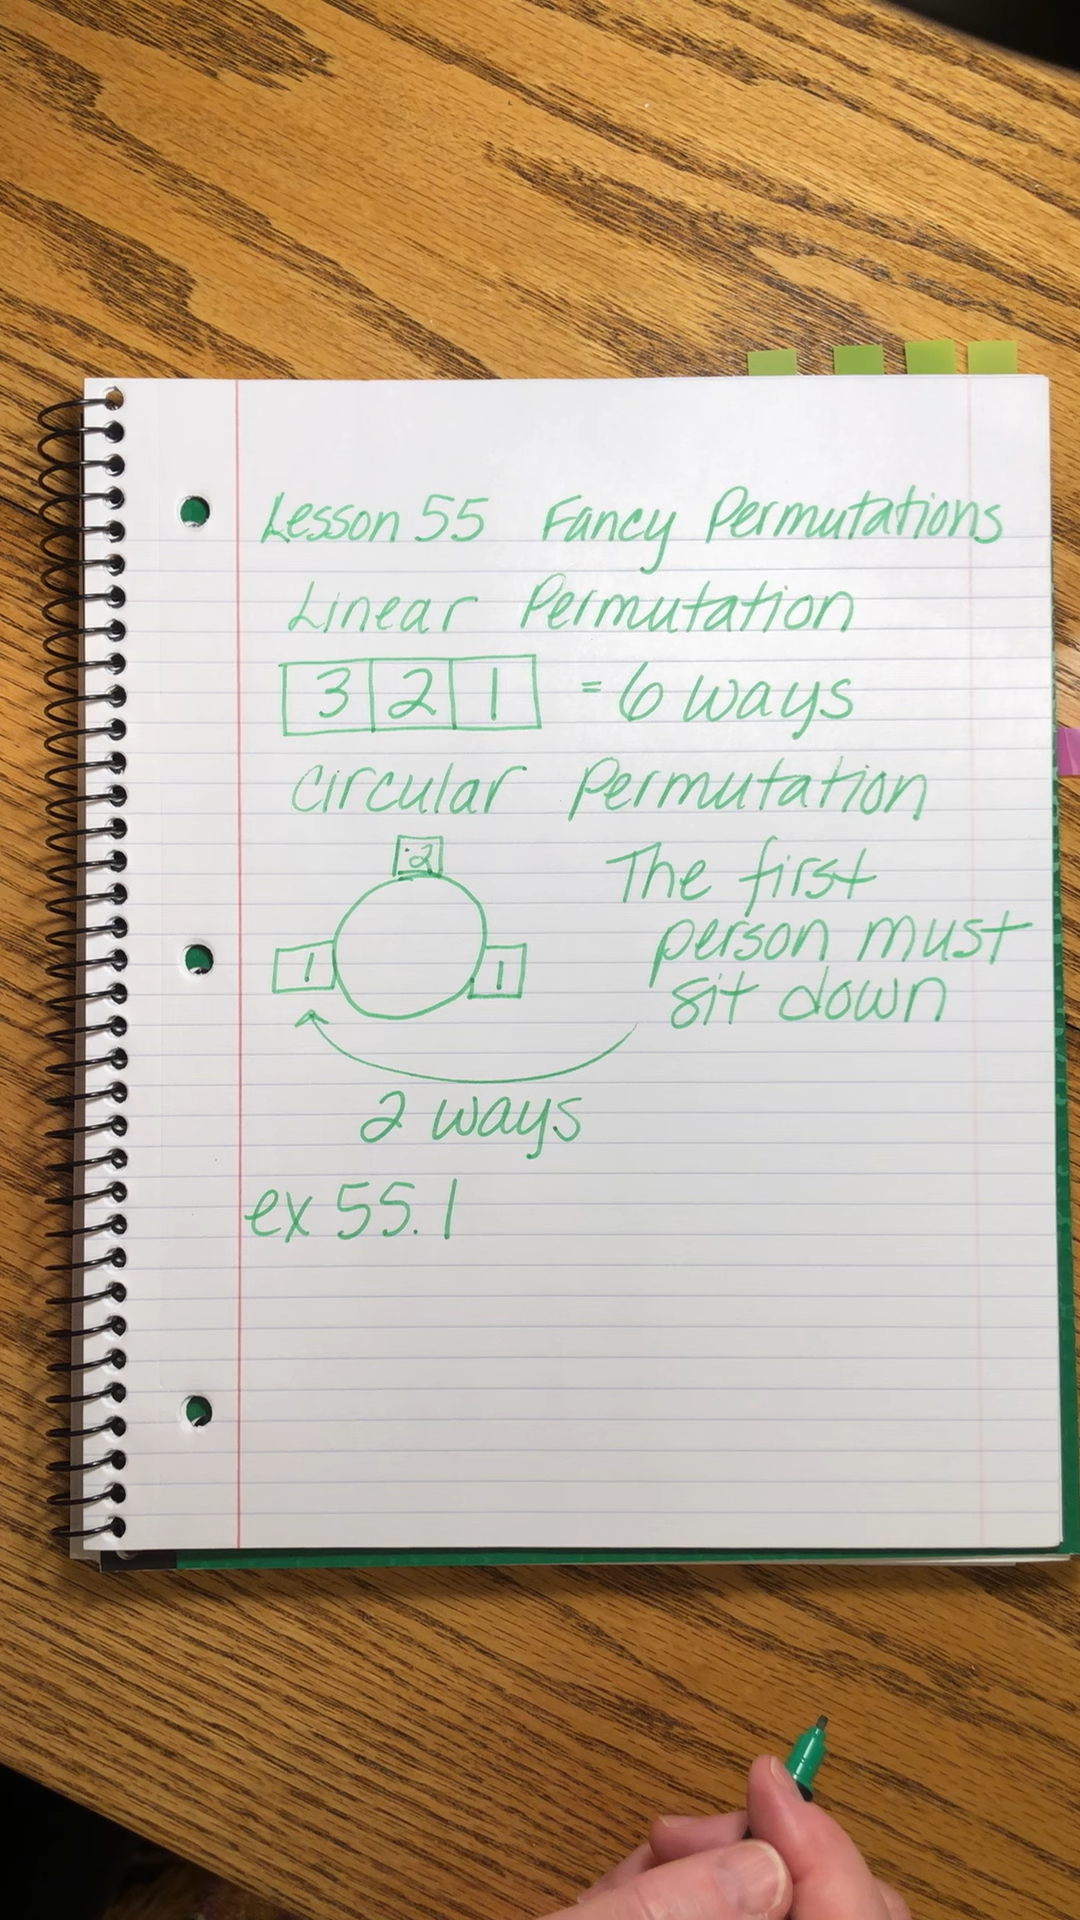 Lesson 55 Fancy Permutations
Linear Permutation
3 2 1 = 6 ways
Circular Permutation
2
The first
person must
1 1
sit down
2 ways
ex 55.1